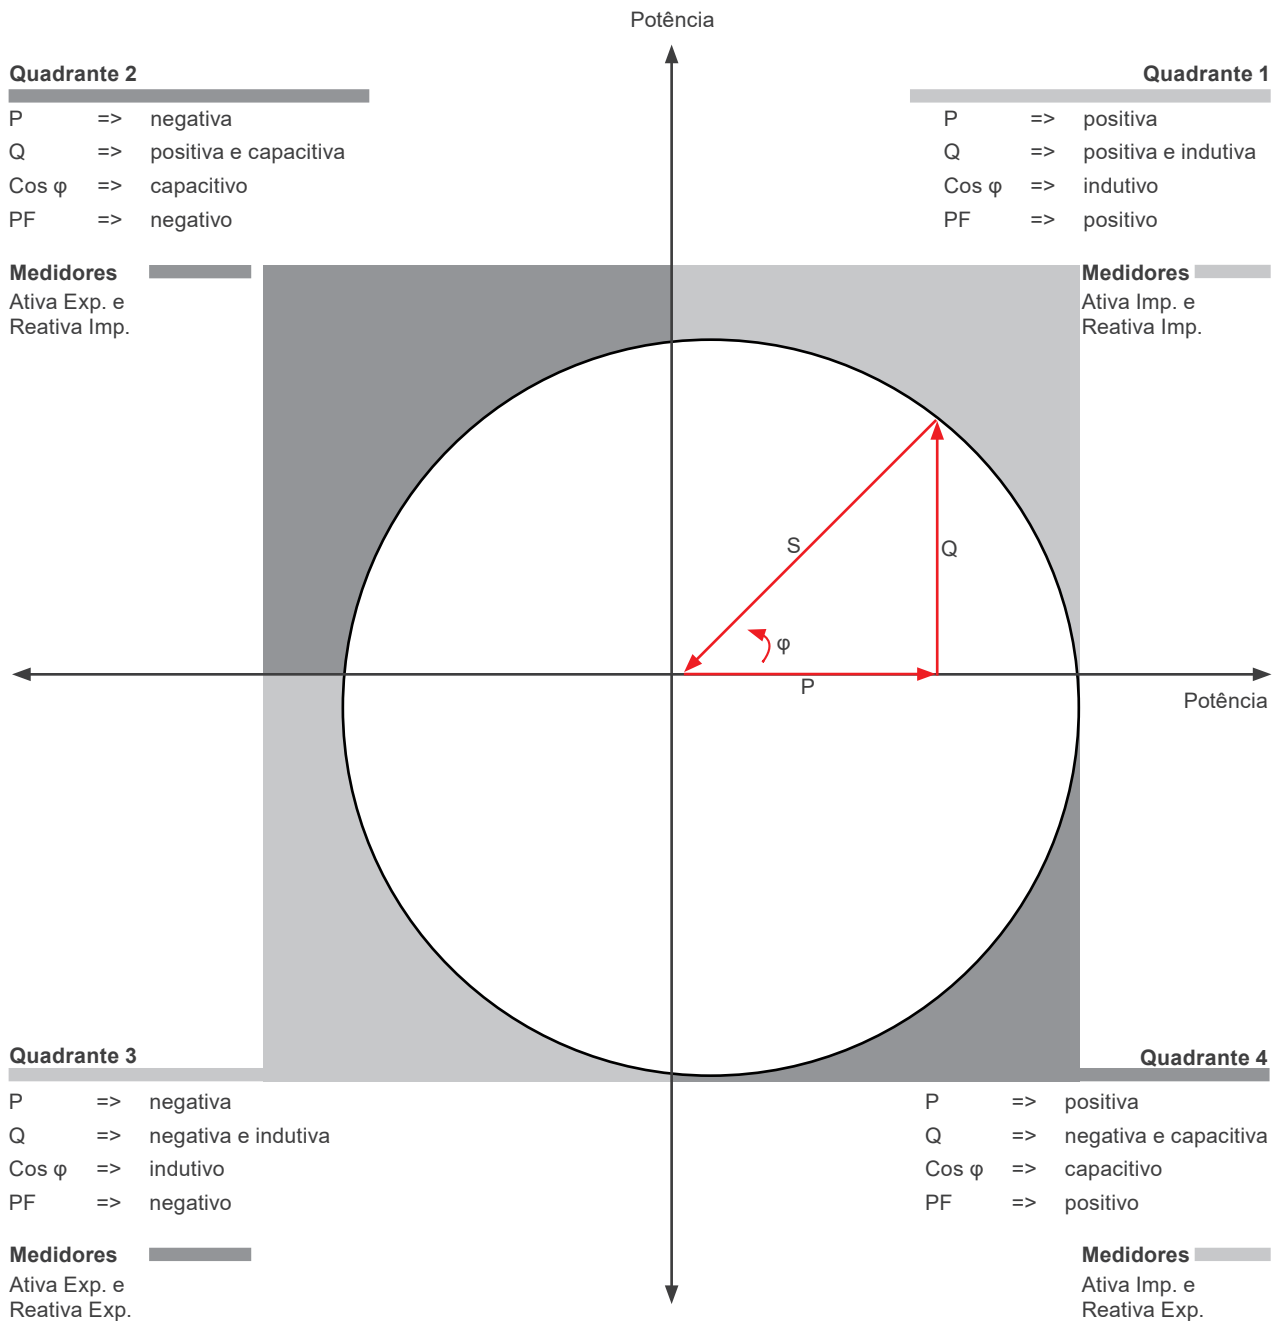 Potência
Quadrante 2
P => negativa
Q => positiva e capacitiva
Cos φ => capacitivo
PF => negativo
Medidores
Ativa Exp. e
Reativa Imp.
Quadrante 1
P => positiva
Q => positiva e indutiva
Cos φ => indutivo
PF => positivo
Medidores
Ativa Imp. e
Reativa Imp.
S
Q
φ
P
Potência
Quadrante 3
P => negativa
Q => negativa e indutiva
Cos φ => indutivo
PF => negativo
Medidores
Ativa Exp. e
Reativa Exp.
Quadrante 4
P => positiva
Q => negativa e capacitiva
Cos φ => capacitivo
PF => positivo
Medidores
Ativa Imp. e
Reativa Exp.